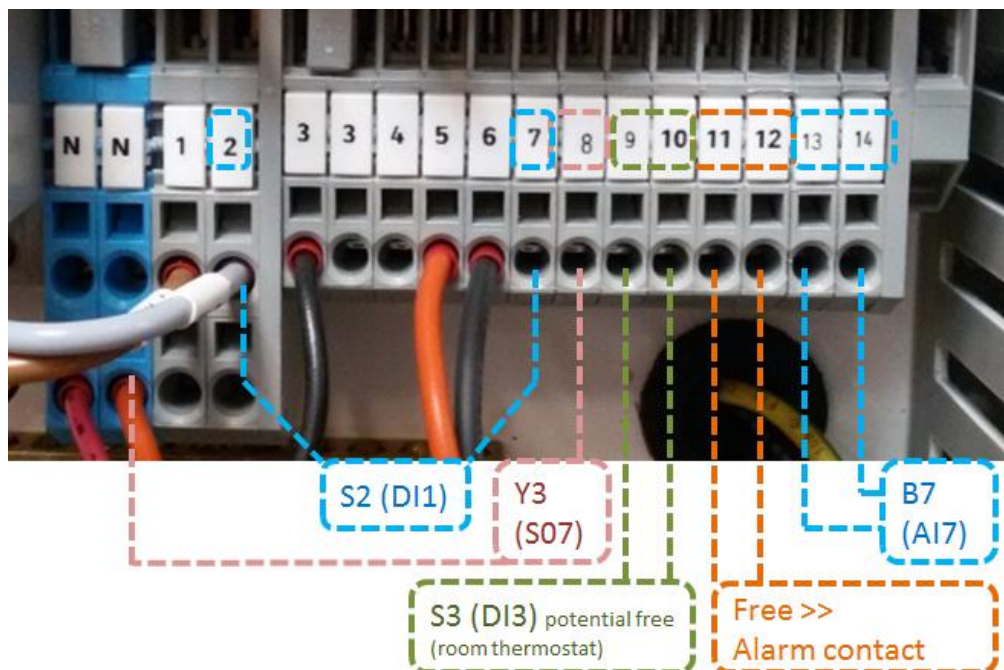 N N 1 2 3 3 4 5 6 7 8 9 10 11 12 13 14
S2 (DI1)
Y3
(S07)
B7
(AI7)
S3 (DI3) potential free
(room thermostat)
Free >>
Alarm contact